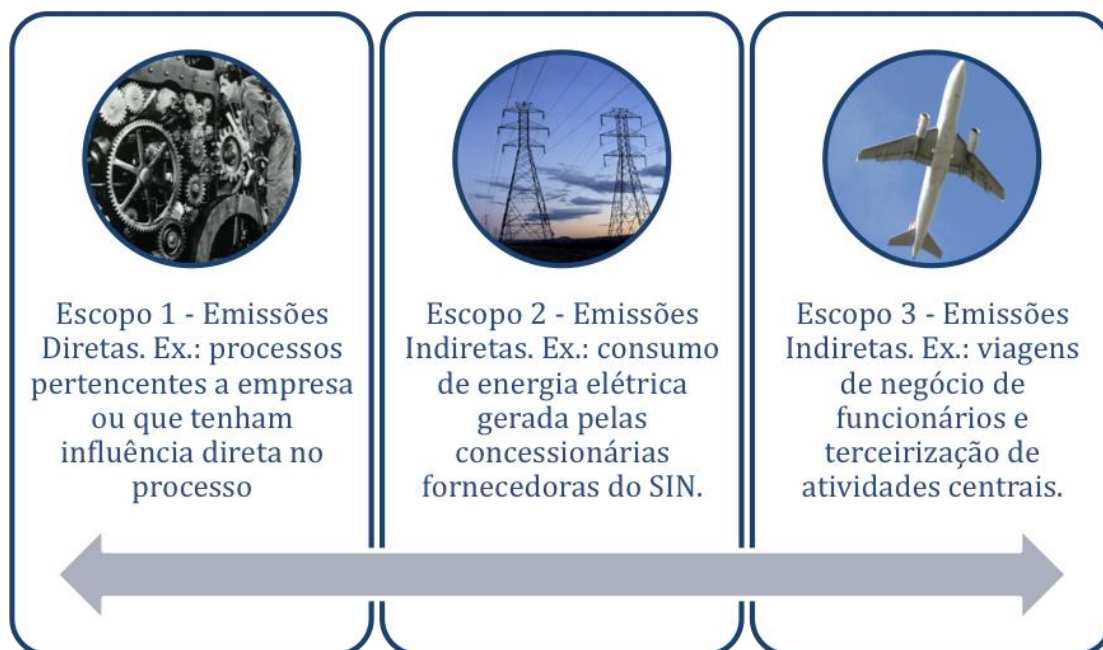 Escopo 1 - Emissões
Diretas. Ex.: processos
pertencentes a empresa
ou que tenham
influência direta no
processo
Escopo 2 - Emissões
Indiretas. Ex.: consumo
de energia elétrica
gerada pelas
concessionárias
fornecedoras do SIN.
Escopo 3 - Emissões
Indiretas. Ex.: viagens
de negócio de
funcionários e
terceirização de
atividades centrais.